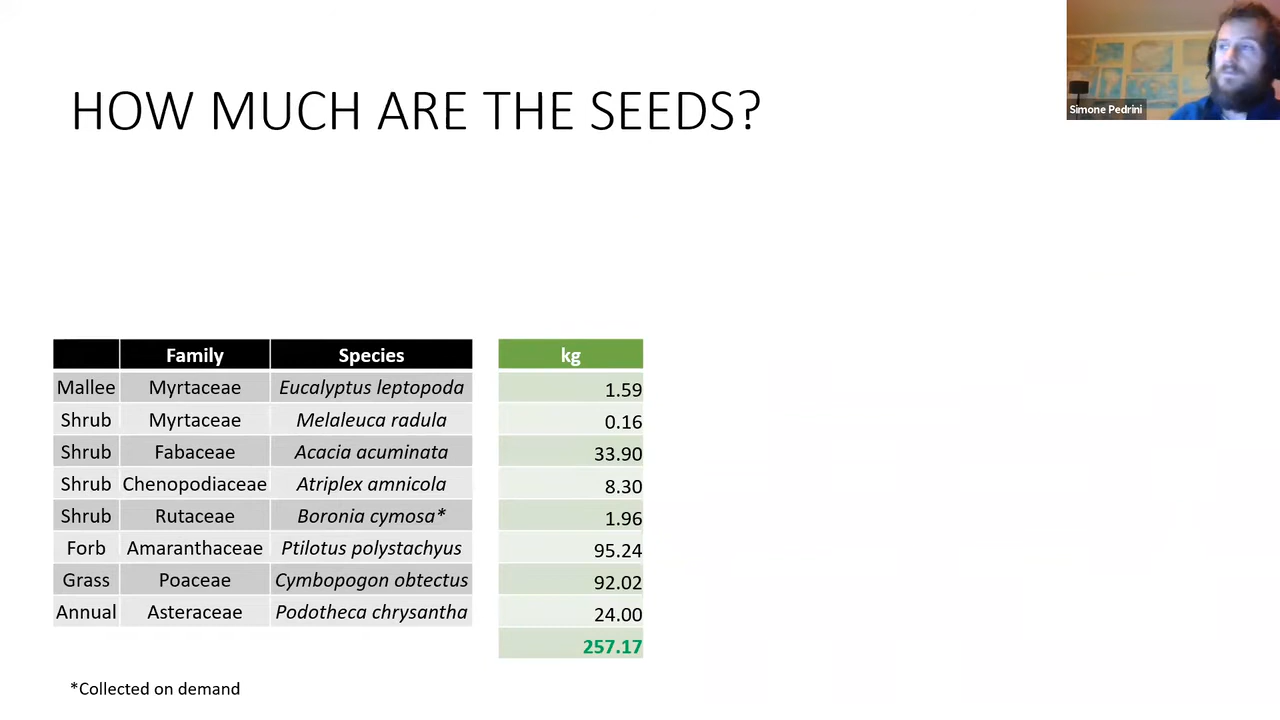 HOW MUCH ARE THE SEEDS?
Simone Pedrini
Family Species kg
Mallee Myrtaceae Eucalyptus leptopoda 1.59
Shrub Myrtaceae Melaleuca radula 0.16
Shrub Fabaceae Acacia acuminata 33.90
Shrub Chenopodiaceae Atriplex amnicola 8.30
Shrub Rutaceae Boronia cymosa* 1.96
Forb Amaranthaceae Ptilotus polystachyus 95.24
Grass Poaceae Cymbopogon obtectus 92.02
Annual Asteraceae Podotheca chrysantha 24.00
257.17
*Collected on demand